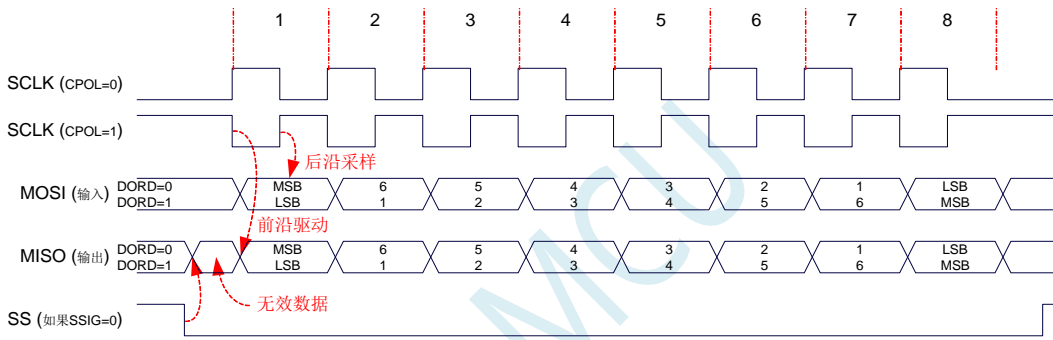 1 2 3 4 5 6 7 8
SCLK (CPOL=0)
SCLK (CPOL=1)
后沿采样
MOSI (输入) DORD=0 MSB 6 5 4 3 2 1 LSB
DORD=1 LSB 1 2 3 4 5 6 MSB
前沿驱动
MISO (输出) DORD=0 MSB 6 5 4 3 2 1 LSB
DORD=1 LSB 1 2 3 4 5 6 MSB
无效数据
SS (如果SSIG=0)
MCU